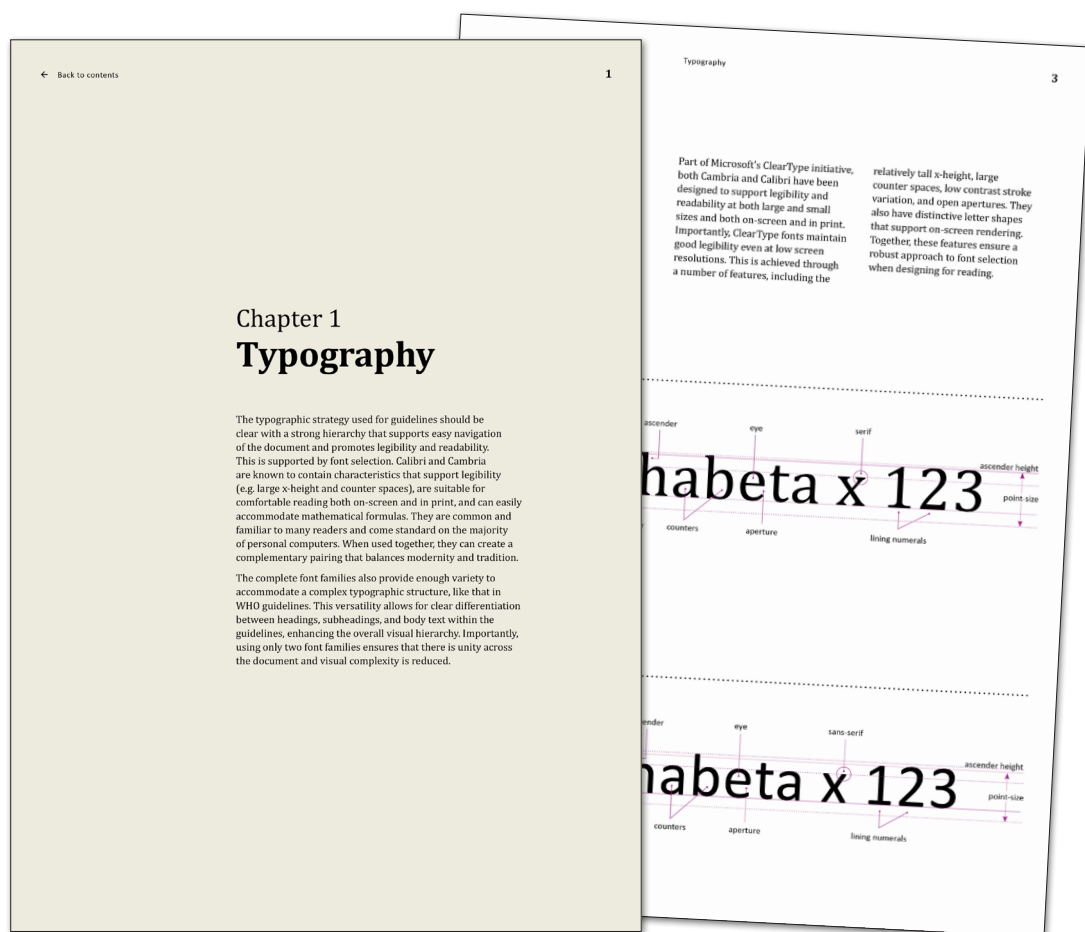 ← Back to contents
1
Chapter 1
Typography
The typographic strategy used for guidelines should be
clear with a strong hierarchy that supports easy navigation
of the document and promotes legibility and readability.
This is supported by font selection. Calibri and Cambria
are known to contain characteristics that support legibility
(e.g. large x-height and counter spaces), are suitable for
comfortable reading both on-screen and in print, and can easily
accommodate mathematical formulas. They are common and
familiar to many readers and come standard on the majority
of personal computers. When used together, they can create a
complementary pairing that balances modernity and tradition.
The complete font families also provide enough variety to
accommodate a complex typographic structure, like that in
WHO guidelines. This versatility allows for clear differentiation
between headings, subheadings, and body text within the
guidelines, enhancing the overall visual hierarchy. Importantly,
using only two font families ensures that there is unity across
the document and visual complexity is reduced.
Typography
3
Part of Microsoft's ClearType initiative,
both Cambria and Calibri have been
designed to support legibility and
readability at both large and small
sizes and both on-screen and in print.
Importantly, ClearType fonts maintain
good legibility even at low screen
resolutions. This is achieved through
a number of features, including the
relatively tall x-height, large
counter spaces, low contrast stroke
variation, and open apertures. They
also have distinctive letter shapes
that support on-screen rendering.
Together, these features ensure a
robust approach to font selection
when designing for reading.
ascender
eye
serif
ascender height
habeta x 123
point-size
counters
aperture
lining numerals
ender
eye
sans-serif
ascender height
habeta x 123
point-size
counters
aperture
lining numerals